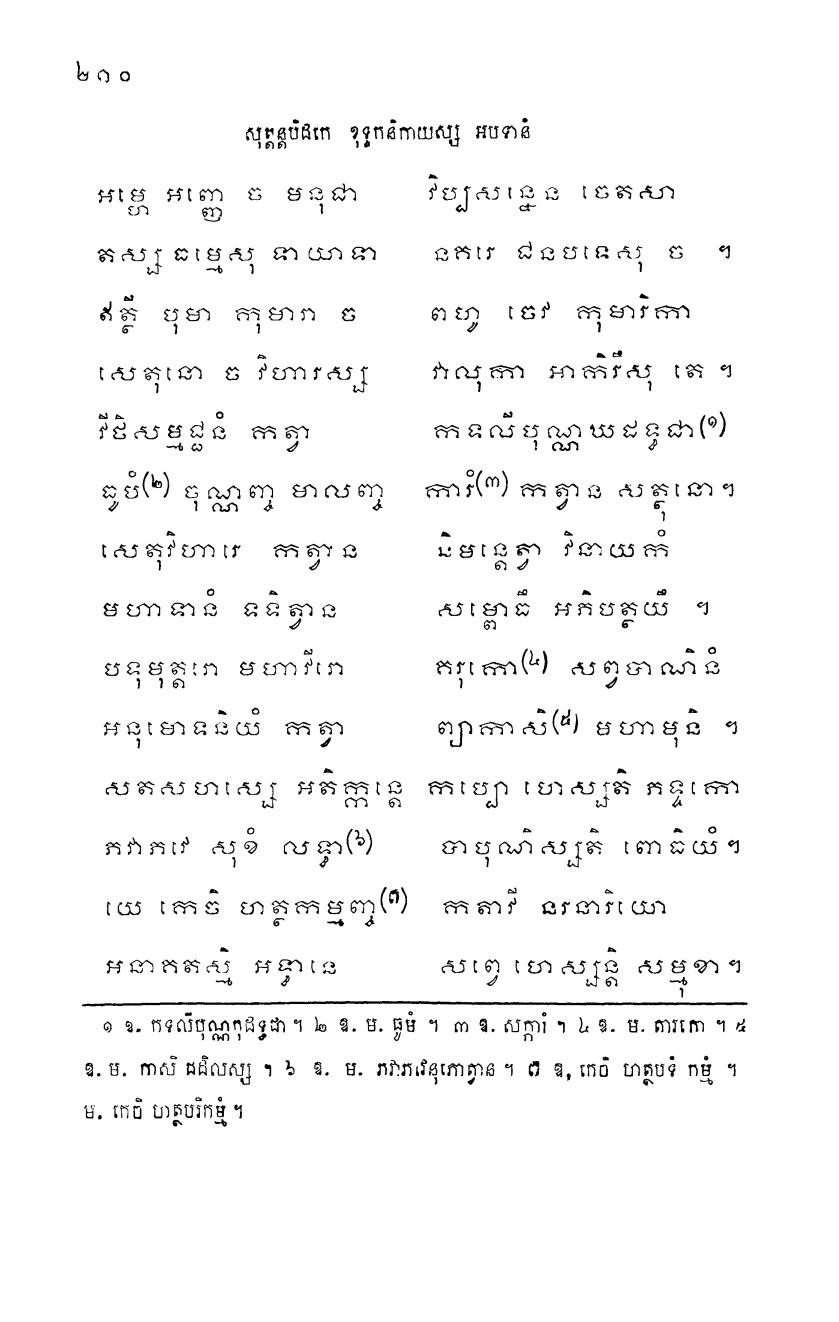 ២៣០
សុត្តន្តបិដកេ ខុទ្ទកនិកាយស្ស អបទានំ
អម្ហេ អញ្ញេ ច មនុជា វិប្បសន្នេន ចេតសា
តស្ស ធម្មេសុ ទាយាទា នគរេ ជនបទេសុ ច ។
ឥត្ថី បុមា កុមារា ច ពហូ ចេវ កុមារិកា
សេតុនោ ច វិហារស្ស វាលុកា អាកិរឹសុ តេ ។
វីថិសម្មជ្ជនំ កត្វា កទលីបុណ្ណឃដទ្ធជា(១)
ធូបំ(២) ចុណ្ណញ្ច មាលញ្ច ការំ(៣) កត្វាន សត្ថុនោ។
សេតុវិហារេ កត្វាន និមន្តេត្វា វិនាយកំ
មហាទានំ ទទិត្វាន សម្ពោធឹ អភិបត្ថយឹ ។
បទុមុត្តរោ មហាវីរោ គរុកោ(៤) សព្វបាណិនំ
អនុមោទនិយំ កត្វា ព្យាកាសិ(៥) មហាមុនិ ។
សតសហស្សេ អតិក្កន្តេ កប្បោ ហេស្សតិ ភទ្ទកោ
ភវាភវេ សុខំ លទ្ធា(៦) បាបុណិស្សតិ ពោធិយំ។
យេ កេចិ ហត្ថកម្មញ្ច(៧) កតាវី នរនារិយោ
អនាគតស្មិ អទ្ធានេ សព្វេ ហេស្សន្តិ សម្មុខា។
១ ឱ. កទលីបុណ្ណកុដទ្ធជា ។ ២ ឱ. ម. ធូមំ ។ ៣ ឱ. សក្ការំ ។ ៤ ឱ. ម. តារកោ ។ ៥
ឱ. ម. កាសិ ជដិលស្ស ។ ៦ ឱ. ម. ភវាភវេនុភោត្វាន ។ ៧ ឱ, កេចិ ហត្ថបទំ កម្មំ ។
ម. កេចិ ហត្ថបរិកម្មំ ។